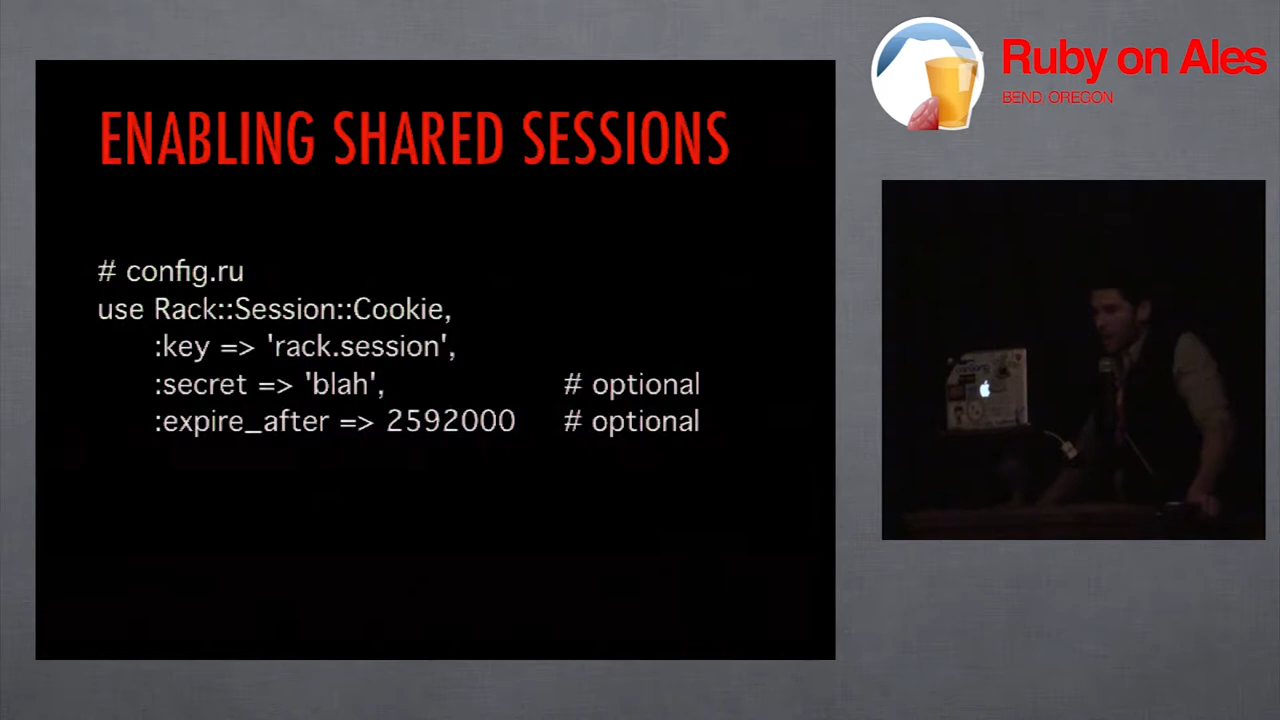 Ruby on Ales
BEND, OREGON
ENABLING SHARED SESSIONS
# config.ru
use Rack::Session::Cookie,
:key => 'rack.session',
:secret => 'blah', # optional
:expire_after => 2592000 # optional